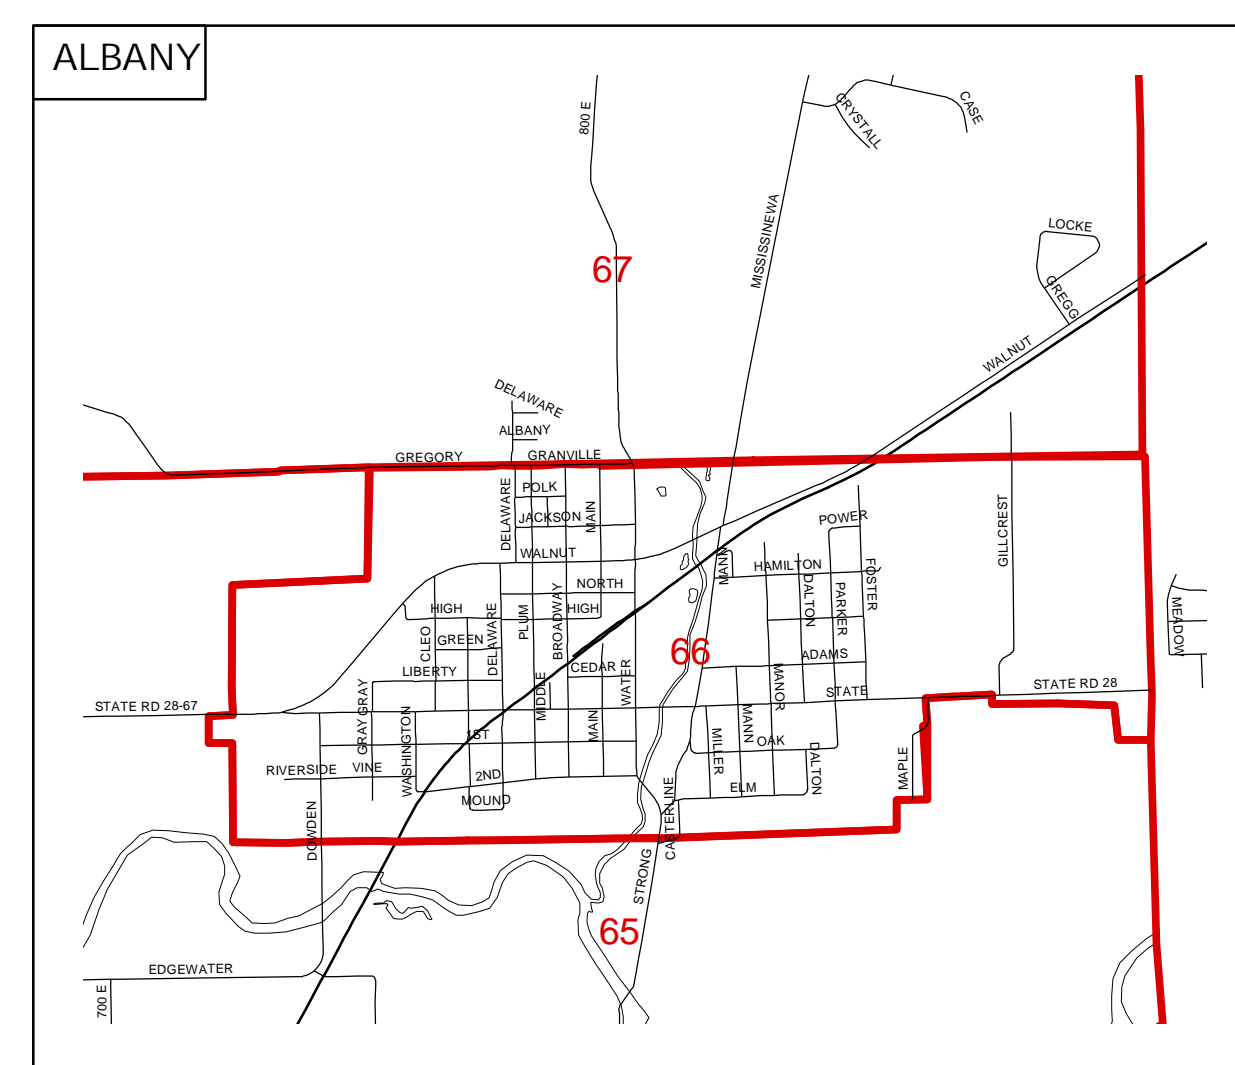 ALBANY
800 E
CRYSTALL
CASE
MISSISSINEWA
LOCKE
67
GREGG
WALNUT
DELAWARE
ALBANY
GREGORY
GRANVILLE
POLK
DELAWARE
JACKSON
MAIN
POWER
GILLCREST
WALNUT
MANN
HAMILTON
FOSTER
NORTH
DALTON
PARKER
MEADOW
HIGH
PLUM
BROADWAY
HIGH
CLEO
GREEN
DELAWARE
66
ADAMS
LIBERTY
CEDAR
WATER
MANOR
STATE
STATE RD 28
GRAY
MIDDLE
STATE RD 28-67
GRAY
WASHINGTON
MAIN
MANN
1ST
MILLER
OAK
DALTON
MAPLE
RIVERSIDE
VINE
2ND
ELM
MOUND
DOWDEN
CASTERLINE
STRONG
65
EDGEWATER
700 E